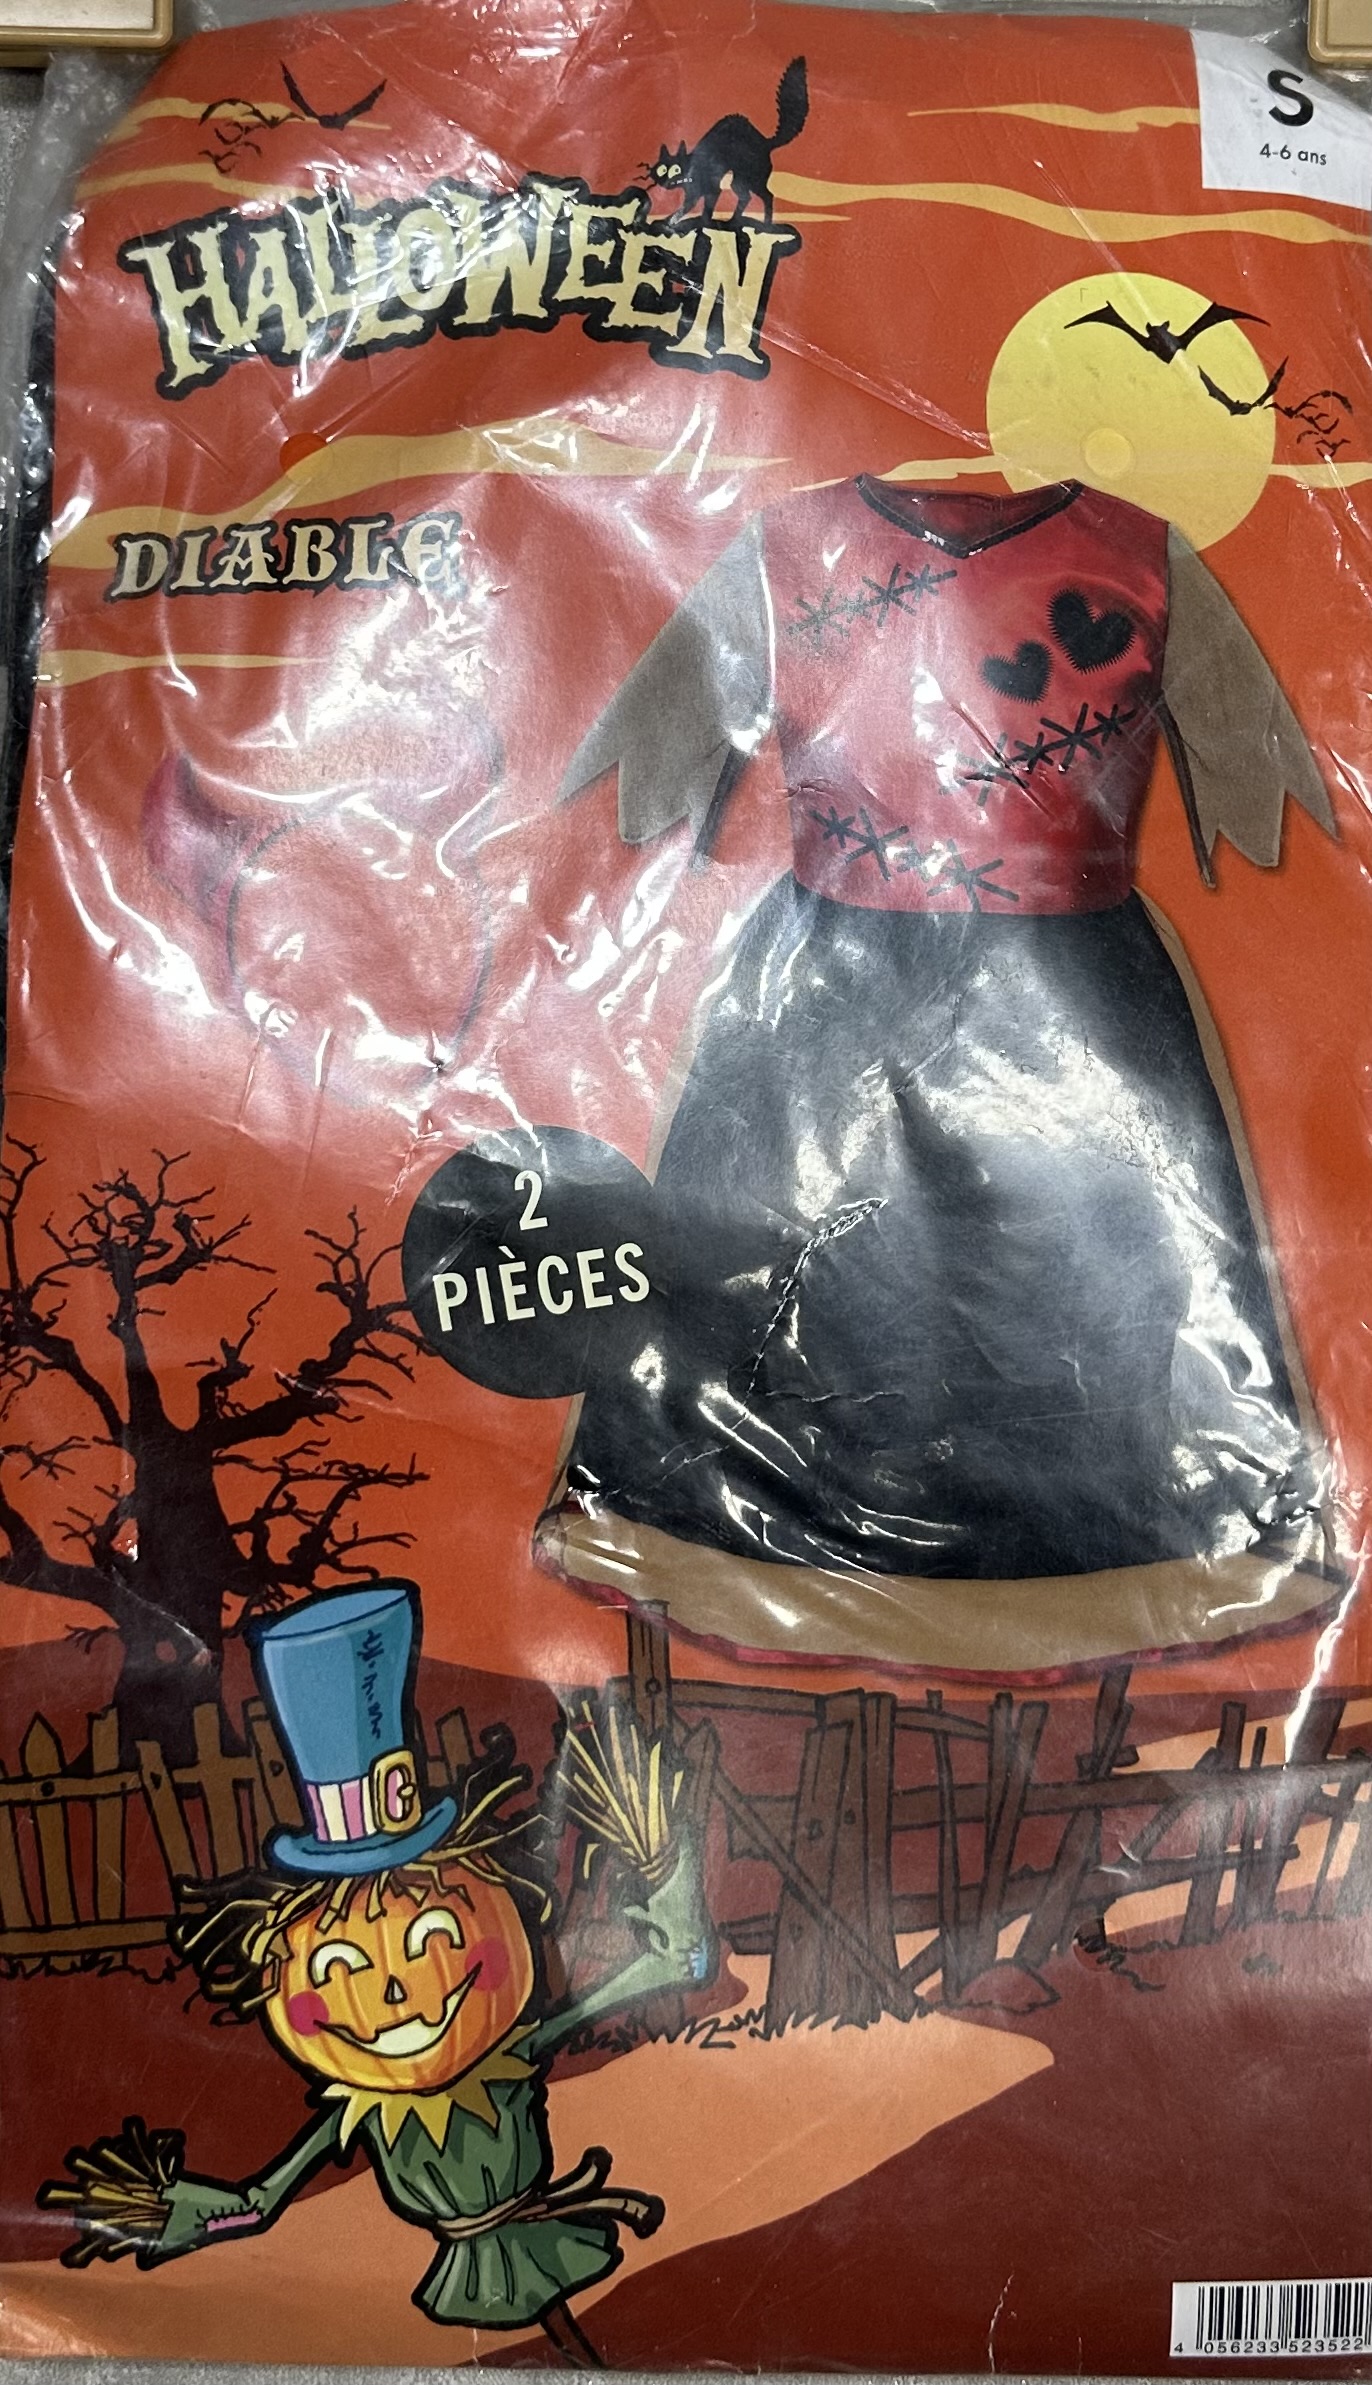 S
4-6 ans
HALLOWEEN
DIABLE
2
PIÈCES
4 056233 523522